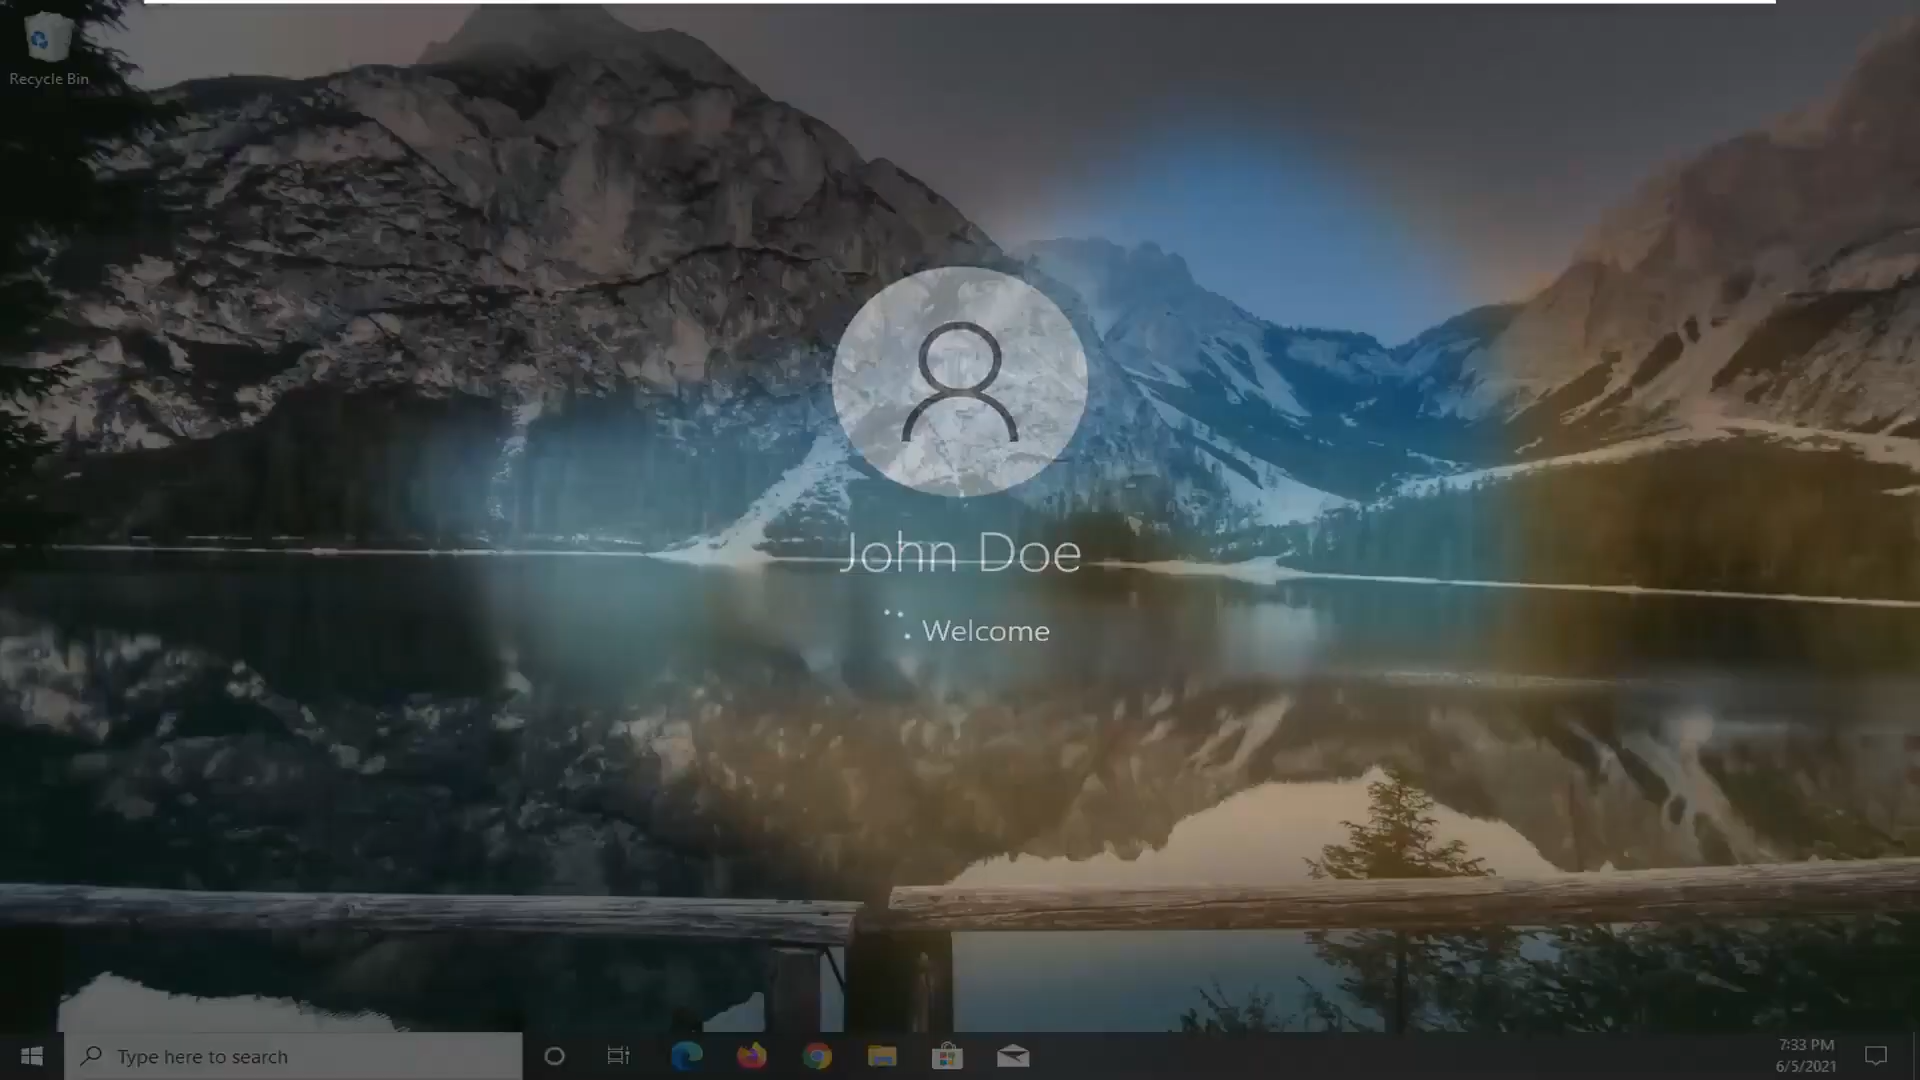 Recycle Bin
John Doe
Welcome
Type here to search
7:33 PM
6/5/2021